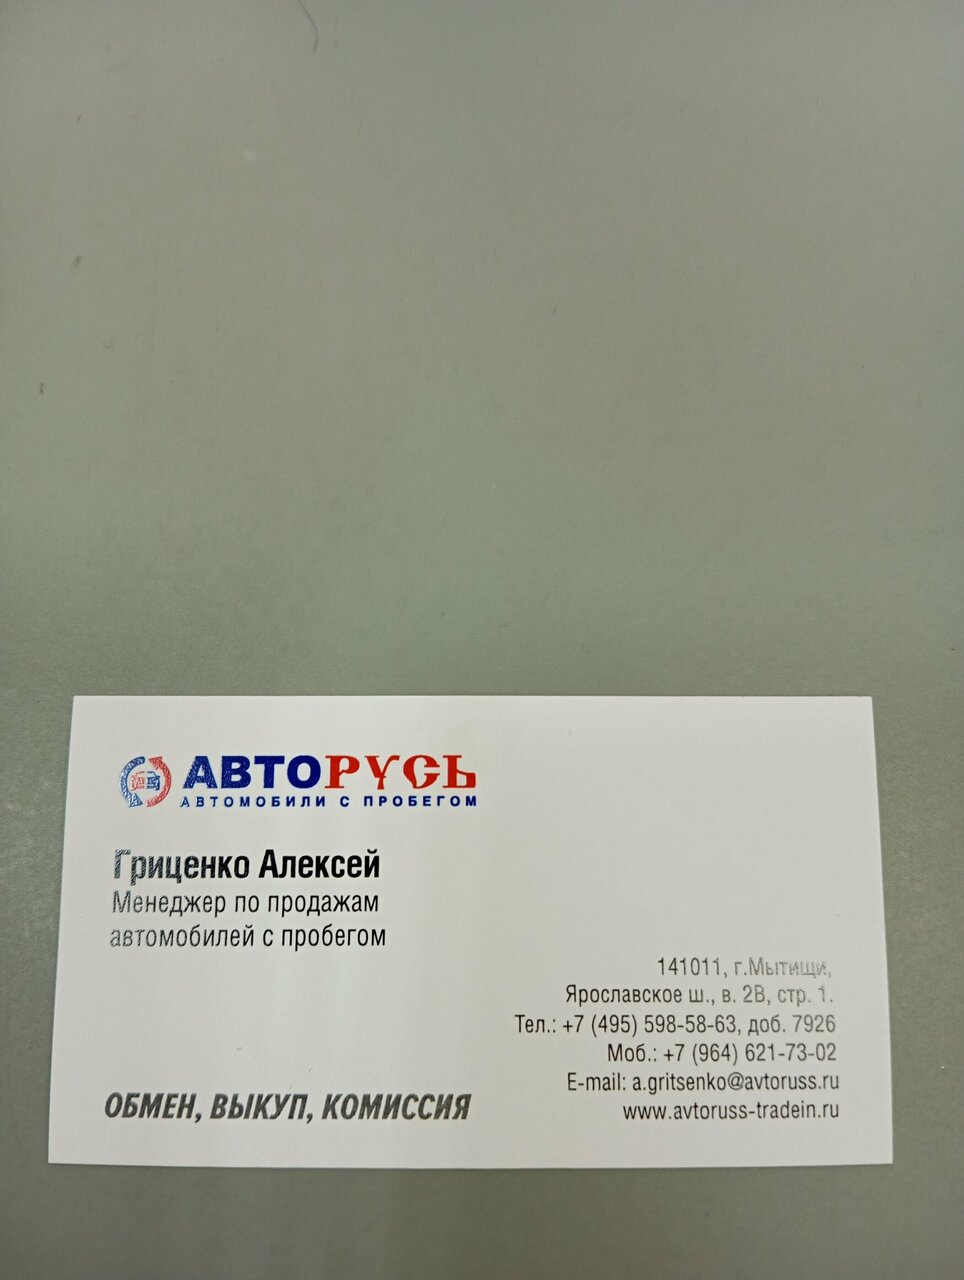 АВТОРУСЬ
АВТОМОБИЛИ С ПРОБЕГОМ
Гриценко Алексей
Менеджер по продажам
автомобилей с пробегом
141011, г.Мытищи,
Ярославское ш., в. 2В, стр. 1.
Тел.: +7 (495) 598-58-63, доб. 7926
Моб.: +7 (964) 621-73-02
E-mail: a.gritsenko@avtoruss.ru
www.avtoruss-tradein.ru
ОБМЕН, ВЫКУП, КОМИССИЯ